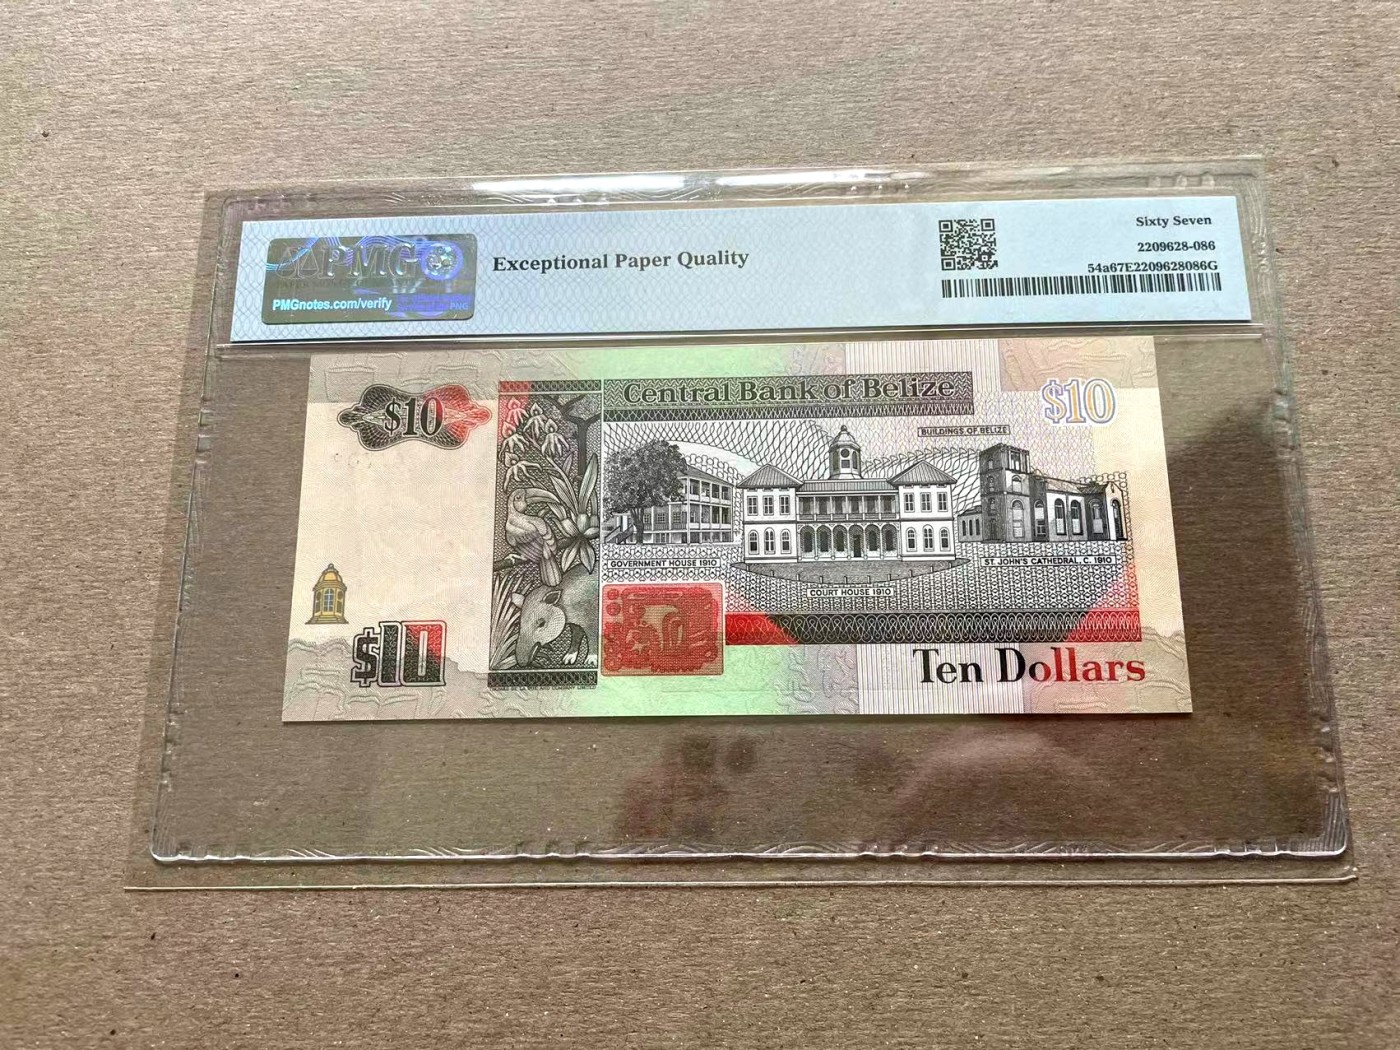 PMG
PMGnotes.com/verify
Exceptional Paper Quality
Sixty Seven
2209628-086
54a67E2209628086G
$10
Central Bank of Belize
$10
BUILDINGS OF BELIZE
GOVERNMENT HOUSE 1910
COURT HOUSE 1910
ST. JOHN'S CATHEDRAL, C. 1910
$10
Ten Dollars